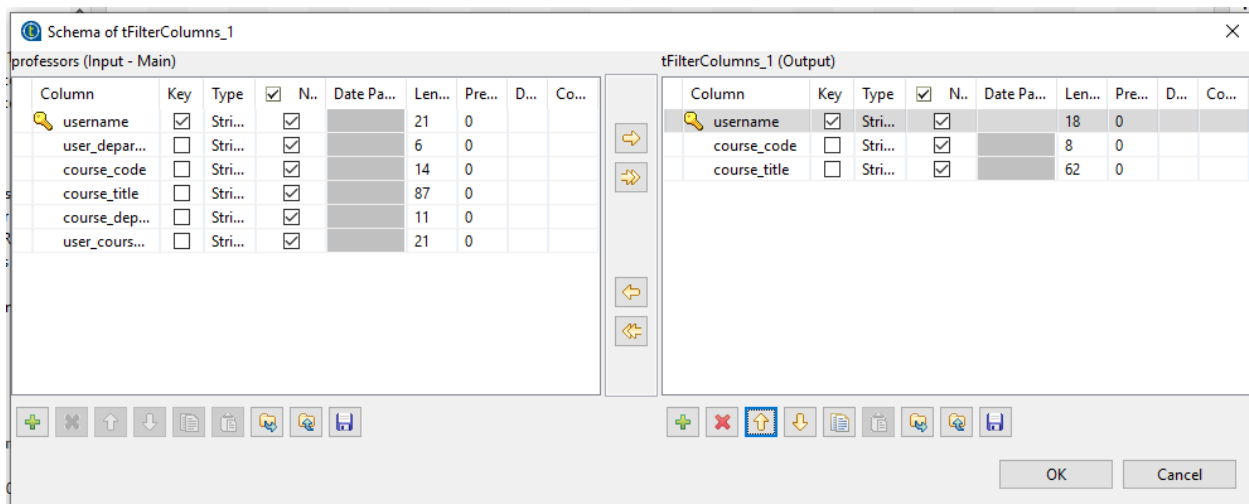 Schema of tFilterColumns_1
professors (Input - Main)
Column Key Type N.. Date Pa... Len... Pre... D... Co...
username Stri... 21 0
user_depar... Stri... 6 0
course_code Stri... 14 0
course_title Stri... 87 0
course_dep... Stri... 11 0
user_cours... Stri... 21 0
tFilterColumns_1 (Output)
Column Key Type N.. Date Pa... Len... Pre... D... Co...
username Stri... 18 0
course_code Stri... 8 0
course_title Stri... 62 0
OK Cancel